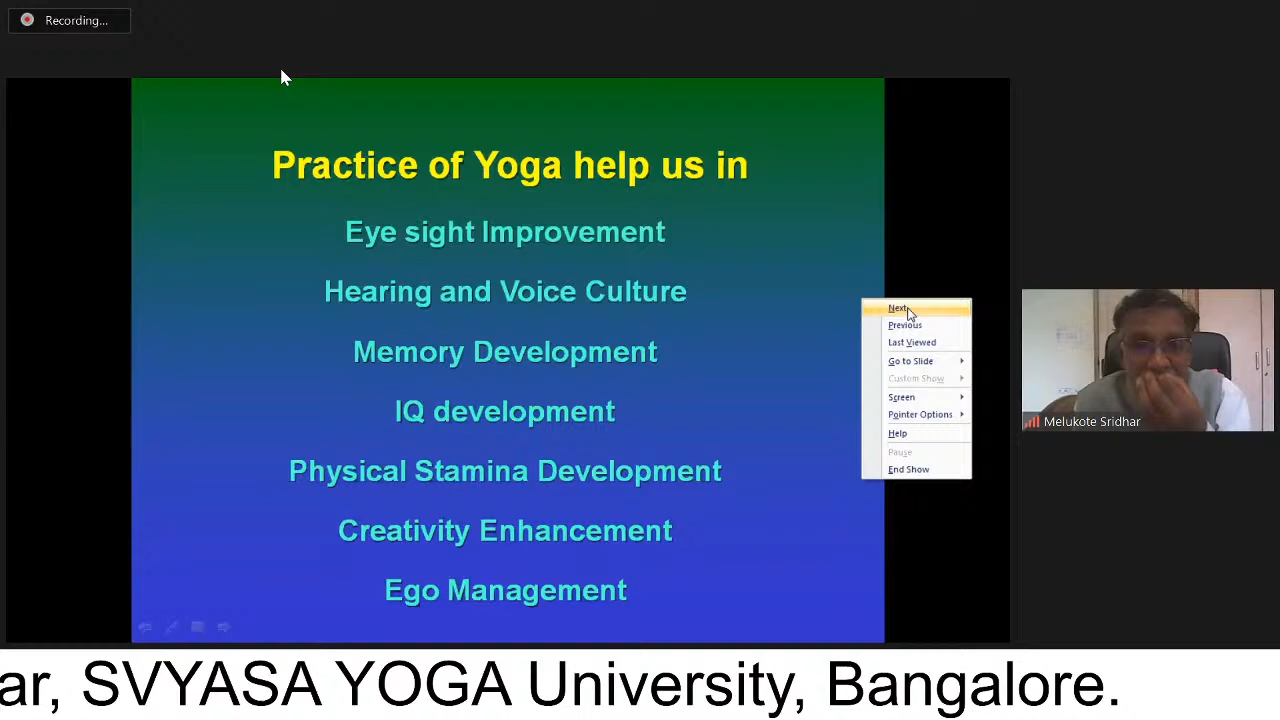 Recording...
Practice of Yoga help us in
Eye sight Improvement
Hearing and Voice Culture
Memory Development
IQ development
Physical Stamina Development
Creativity Enhancement
Ego Management
Next
Previous
Last Viewed
Go to Slide
Custom Show
Screen
Pointer Options
Help
Pause
End Show
Melukote Sridhar
ar, SVYASA YOGA University, Bangalore.